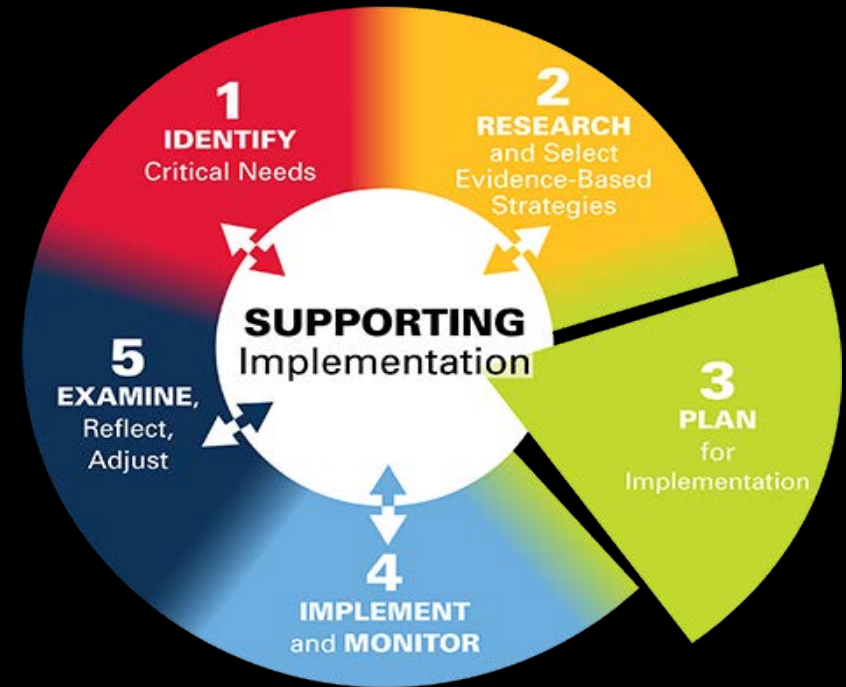 1
IDENTIFY
Critical Needs
2
RESEARCH
and Select
Evidence-Based
Strategies
3
PLAN
for
Implementation
4
IMPLEMENT
and MONITOR
5
EXAMINE,
Reflect,
Adjust
SUPPORTING
Implementation